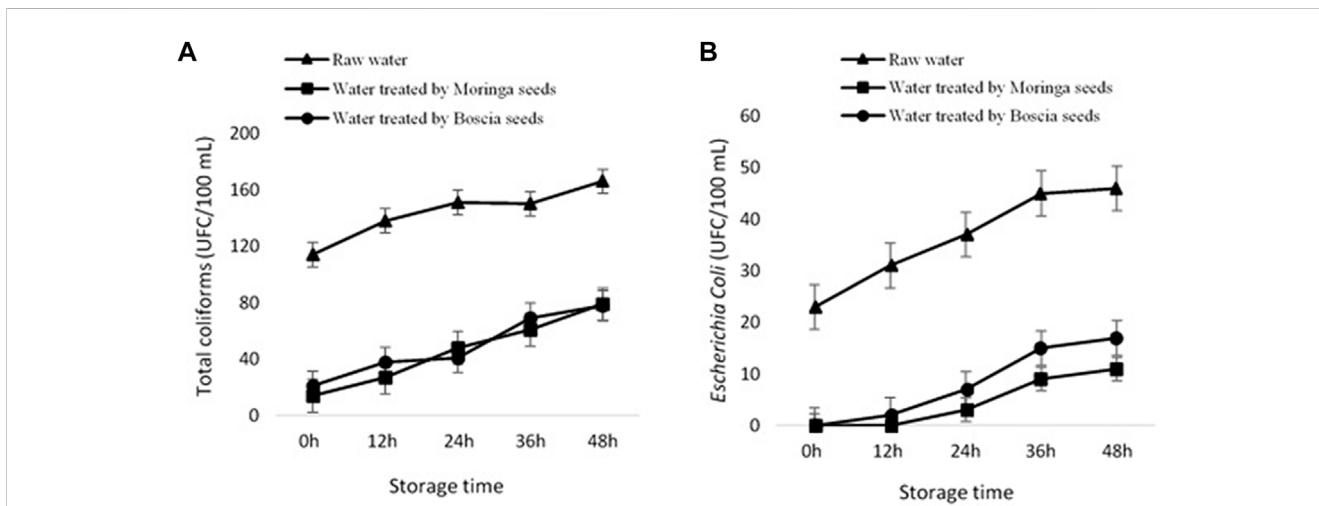 A
Raw water
Water treated by Moringa seeds
Water treated by Boscia seeds
Total coliforms (UFC/100 mL)
200
160
120
80
40
0
0h 12h 24h 36h 48h
Storage time
B
Raw water
Water treated by Moringa seeds
Water treated by Boscia seeds
Escherichia Coli (UFC/100 mL)
60
50
40
30
20
10
0
0h 12h 24h 36h 48h
Storage time